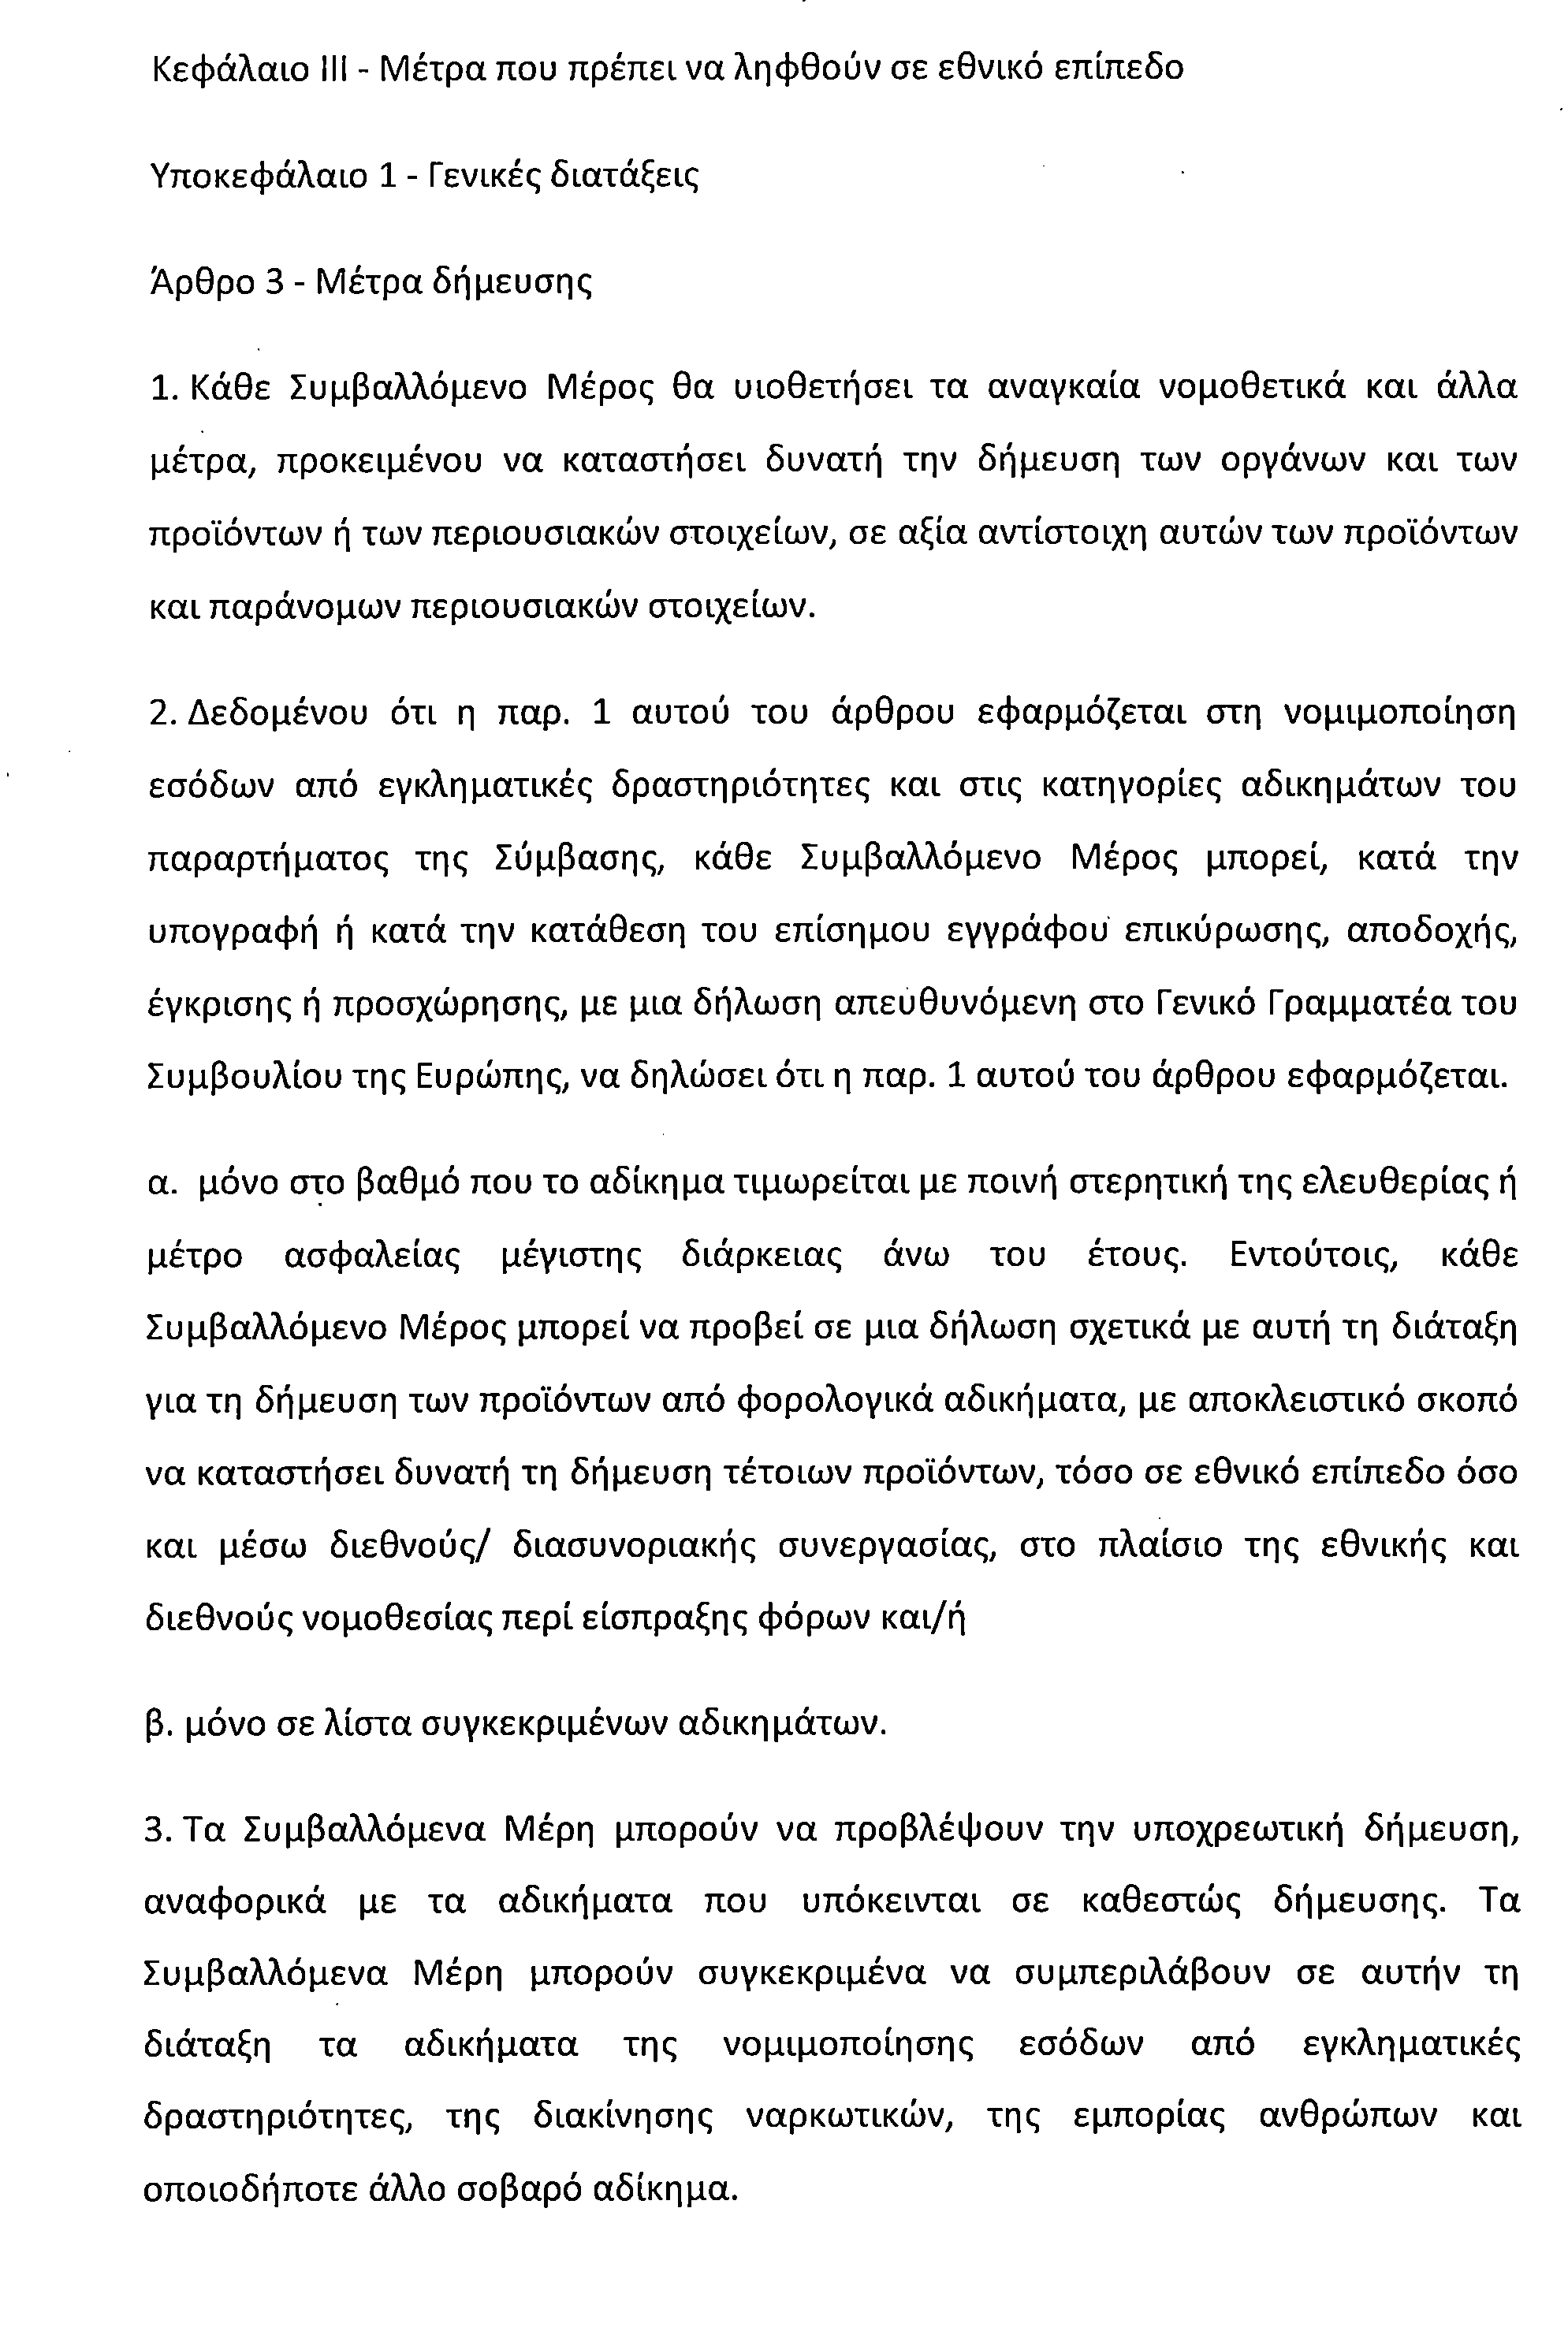 Κεφάλαιο III - Μέτρα που πρέπει να ληφθούν σε εθνικό επίπεδο
Υποκεφάλαιο 1 - Γενικές διατάξεις
Άρθρο 3 - Μέτρα δήμευσης
1. Κάθε Συμβαλλόμενο Μέρος θα υιοθετήσει τα αναγκαία νομοθετικά και άλλα
μέτρα, προκειμένου να καταστήσει δυνατή την δήμευση των οργάνων και των
προϊόντων ή των περιουσιακών στοιχείων, σε αξία αντίστοιχη αυτών των προϊόντων
και παράνομων περιουσιακών στοιχείων.
2. Δεδομένου ότι η παρ. 1 αυτού του άρθρου εφαρμόζεται στη νομιμοποίηση
εσόδων από εγκληματικές δραστηριότητες και στις κατηγορίες αδικημάτων του
παραρτήματος της Σύμβασης, κάθε Συμβαλλόμενο Μέρος μπορεί, κατά την
υπογραφή ή κατά την κατάθεση του επίσημου εγγράφου επικύρωσης, αποδοχής,
έγκρισης ή προσχώρησης, με μια δήλωση απευθυνόμενη στο Γενικό Γραμματέα του
Συμβουλίου της Ευρώπης, να δηλώσει ότι η παρ. 1 αυτού του άρθρου εφαρμόζεται.
α. μόνο στο βαθμό που το αδίκημα τιμωρείται με ποινή στερητική της ελευθερίας ή
μέτρο ασφαλείας μέγιστης διάρκειας άνω του έτους. Εντούτοις, κάθε
Συμβαλλόμενο Μέρος μπορεί να προβεί σε μια δήλωση σχετικά με αυτή τη διάταξη
για τη δήμευση των προϊόντων από φορολογικά αδικήματα, με αποκλειστικό σκοπό
να καταστήσει δυνατή τη δήμευση τέτοιων προϊόντων, τόσο σε εθνικό επίπεδο όσο
και μέσω διεθνούς/ διασυνοριακής συνεργασίας, στο πλαίσιο της εθνικής και
διεθνούς νομοθεσίας περί είσπραξης φόρων και/ή
β. μόνο σε λίστα συγκεκριμένων αδικημάτων.
3. Τα Συμβαλλόμενα Μέρη μπορούν να προβλέψουν την υποχρεωτική δήμευση,
αναφορικά με τα αδικήματα που υπόκεινται σε καθεστώς δήμευσης. Τα
Συμβαλλόμενα Μέρη μπορούν συγκεκριμένα να συμπεριλάβουν σε αυτήν τη
διάταξη τα αδικήματα της νομιμοποίησης εσόδων από εγκληματικές
δραστηριότητες, της διακίνησης ναρκωτικών, της εμπορίας ανθρώπων και
οποιοδήποτε άλλο σοβαρό αδίκημα.